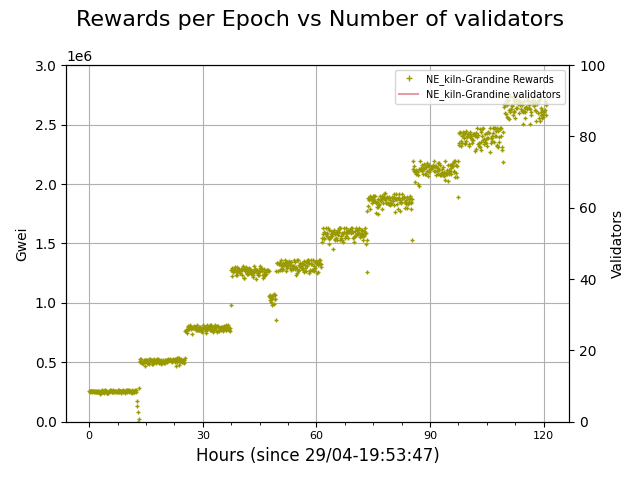 Rewards per Epoch vs Number of validators
1e6
NE_kiln-Grandine Rewards
NE_kiln-Grandine validators
3.0
2.5
2.0
1.5
1.0
0.5
0.0
Gwei
100
80
60
40
20
0
Validators
0 30 60 90 120
Hours (since 29/04-19:53:47)